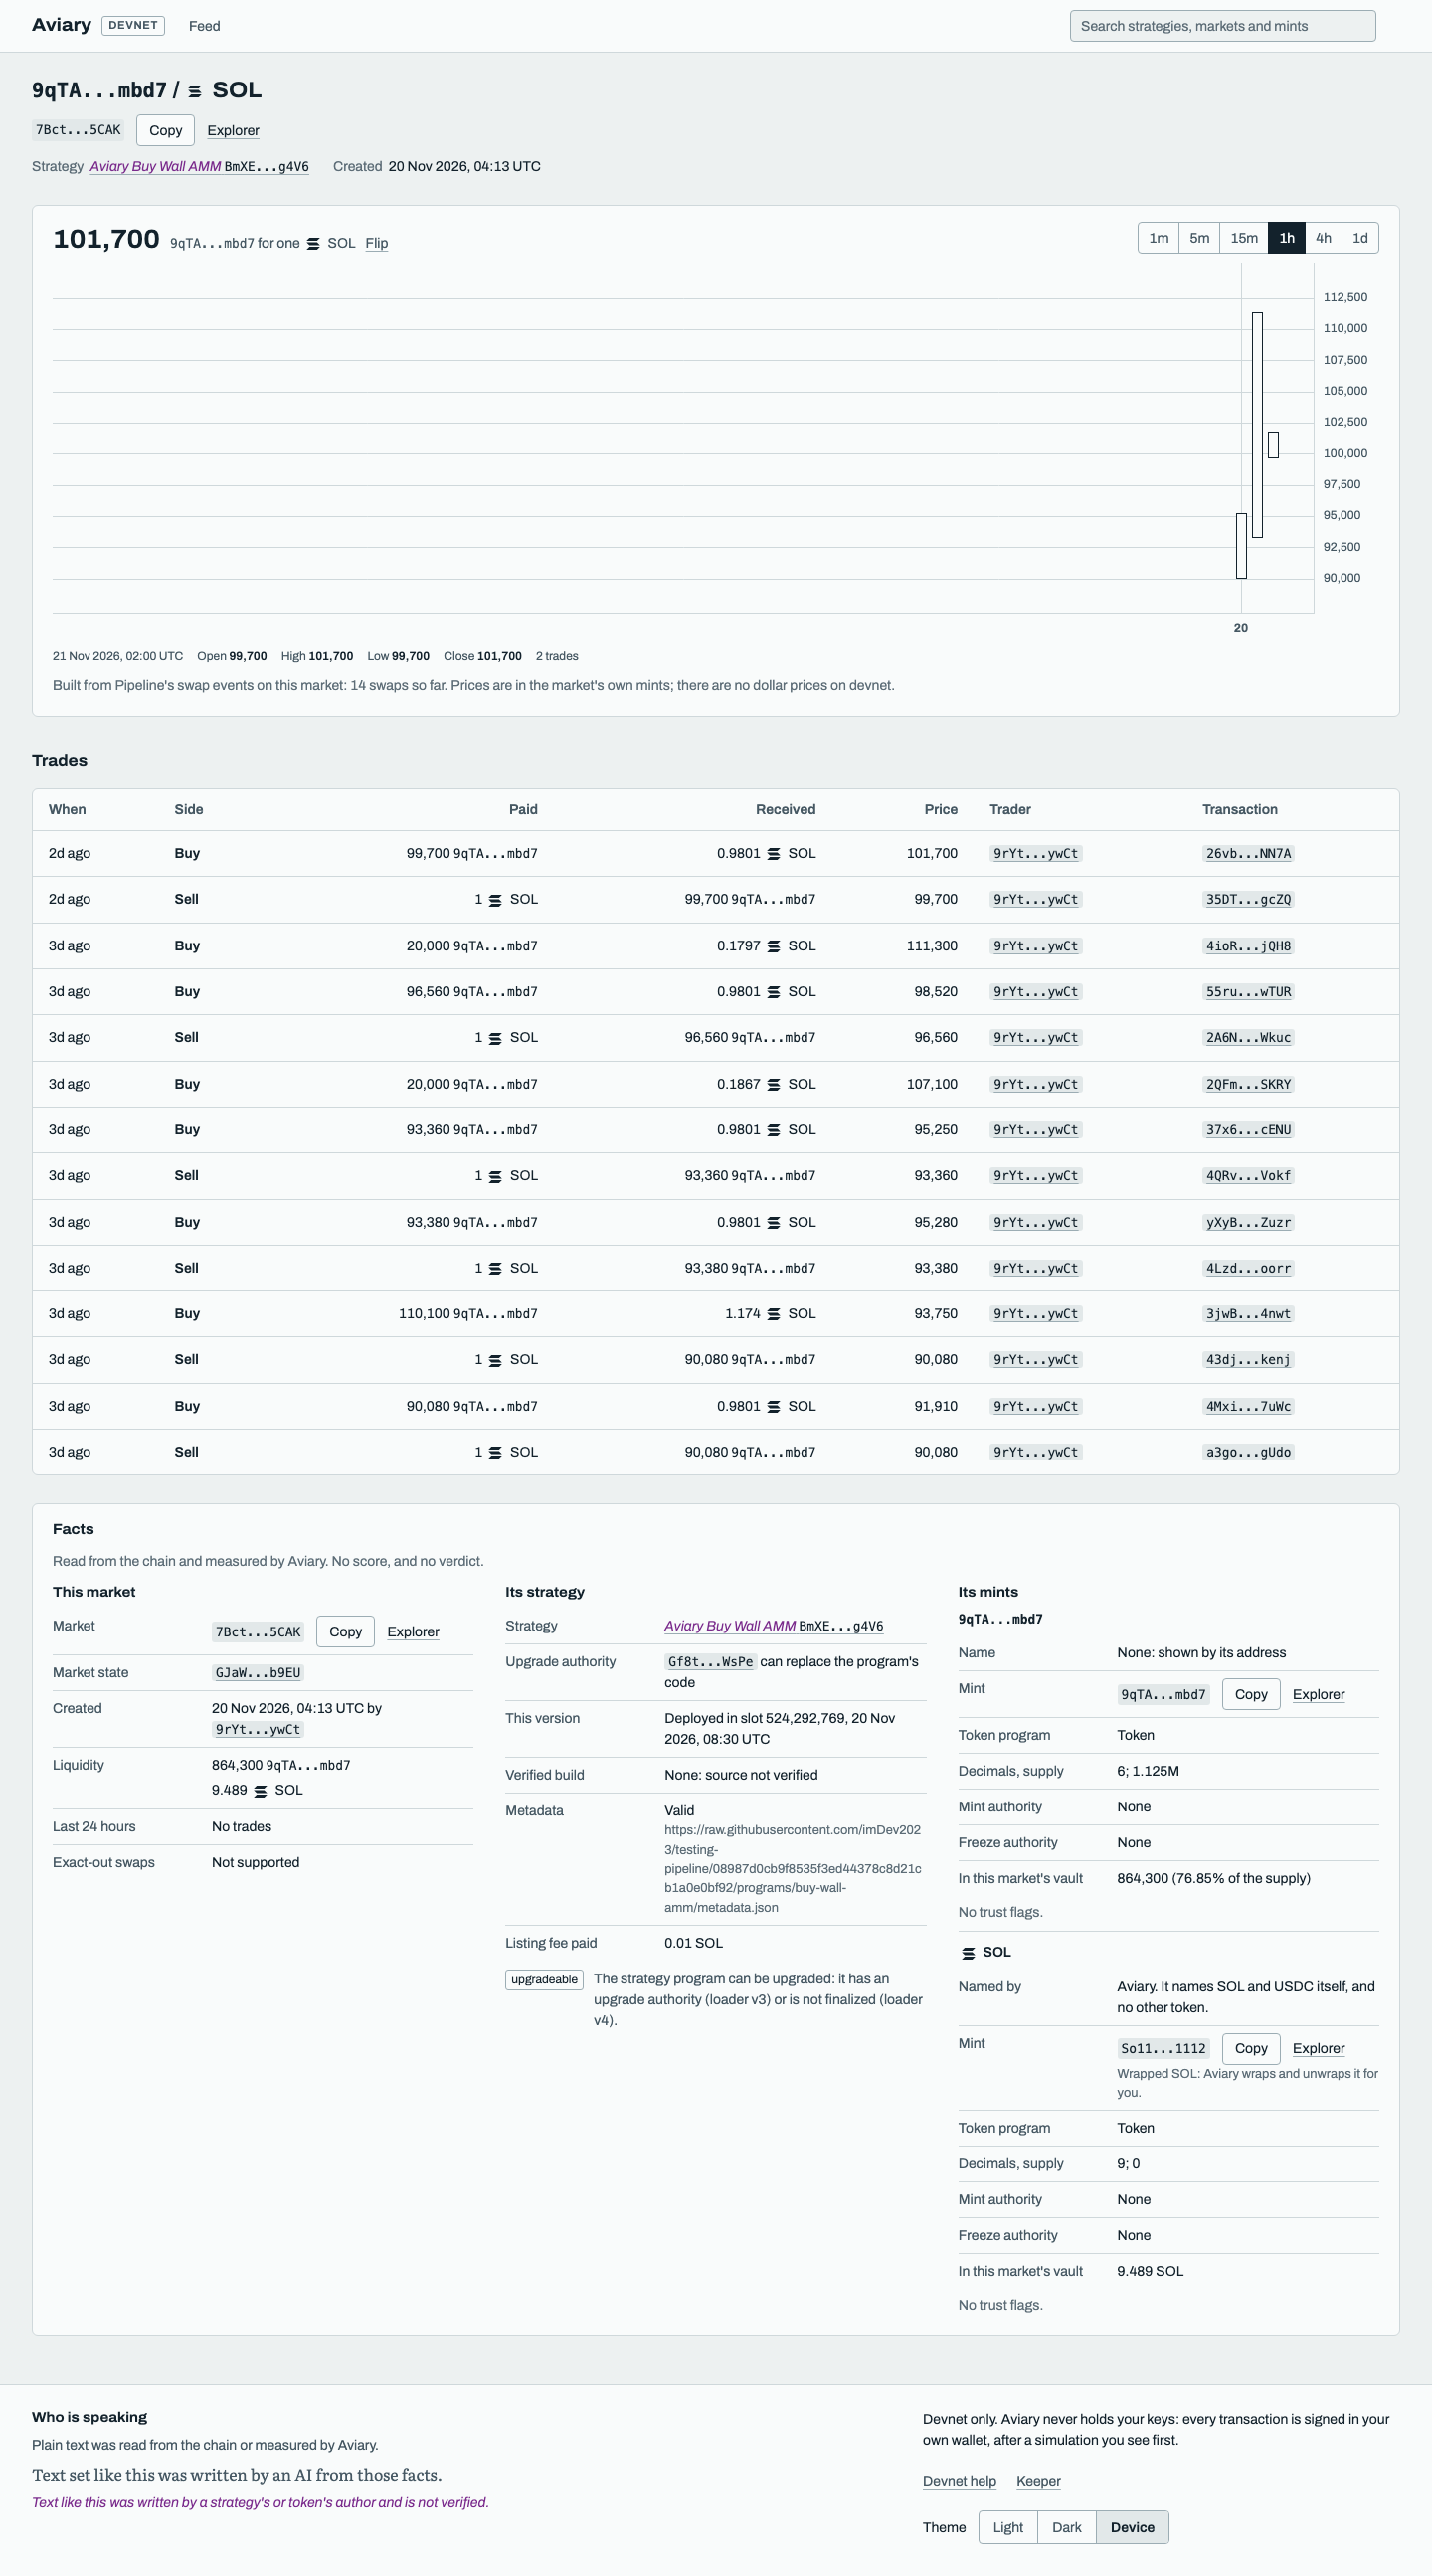 Aviary DEVNET Feed Search strategies, markets and mints
9qTA...mbd7 / SOL
7Bct...5CAK Copy Explorer
Strategy Aviary Buy Wall AMM BmXE...g4V6 Created 20 Nov 2026, 04:13 UTC
101,700 9qTA...mbd7 for one SOL Flip 1m 5m 15m 1h 4h 1d
112,500
110,000
107,500
105,000
102,500
100,000
97,500
95,000
92,500
90,000
20
21 Nov 2026, 02:00 UTC Open 99,700 High 101,700 Low 99,700 Close 101,700 2 trades
Built from Pipeline's swap events on this market: 14 swaps so far. Prices are in the market's own mints; there are no dollar prices on devnet.
Trades
When Side Paid Received Price Trader Transaction
2d ago Buy 99,700 9qTA...mbd7 0.9801 SOL 101,700 9rYt...ywCt 26vb...NN7A
2d ago Sell 1 SOL 99,700 9qTA...mbd7 99,700 9rYt...ywCt 35DT...gcZQ
3d ago Buy 20,000 9qTA...mbd7 0.1797 SOL 111,300 9rYt...ywCt 4ioR...jQH8
3d ago Buy 96,560 9qTA...mbd7 0.9801 SOL 98,520 9rYt...ywCt 55ru...wTUR
3d ago Sell 1 SOL 96,560 9qTA...mbd7 96,560 9rYt...ywCt 2A6N...Wkuc
3d ago Buy 20,000 9qTA...mbd7 0.1867 SOL 107,100 9rYt...ywCt 2QFm...SKRY
3d ago Buy 93,360 9qTA...mbd7 0.9801 SOL 95,250 9rYt...ywCt 37x6...cENU
3d ago Sell 1 SOL 93,360 9qTA...mbd7 93,360 9rYt...ywCt 4QRv...Vokf
3d ago Buy 93,380 9qTA...mbd7 0.9801 SOL 95,280 9rYt...ywCt yXyB...Zuzr
3d ago Sell 1 SOL 93,380 9qTA...mbd7 93,380 9rYt...ywCt 4Lzd...oorr
3d ago Buy 110,100 9qTA...mbd7 1.174 SOL 93,750 9rYt...ywCt 3jwB...4nwt
3d ago Sell 1 SOL 90,080 9qTA...mbd7 90,080 9rYt...ywCt 43dj...kenj
3d ago Buy 90,080 9qTA...mbd7 0.9801 SOL 91,910 9rYt...ywCt 4Mxi...7uWc
3d ago Sell 1 SOL 90,080 9qTA...mbd7 90,080 9rYt...ywCt a3go...gUdo
Facts
Read from the chain and measured by Aviary. No score, and no verdict.
This market
Market 7Bct...5CAK Copy Explorer
Market state GJaW...b9EU
Created 20 Nov 2026, 04:13 UTC by
9rYt...ywCt
Liquidity 864,300 9qTA...mbd7
9.489 SOL
Last 24 hours No trades
Exact-out swaps Not supported
Its strategy
Strategy Aviary Buy Wall AMM BmXE...g4V6
Upgrade authority Gf8t...WsPe can replace the program's
code
This version Deployed in slot 524,292,769, 20 Nov
2026, 08:30 UTC
Verified build None: source not verified
Metadata Valid
https://raw.githubusercontent.com/imDev202
3/testing-
pipeline/08987d0cb9f8535f3ed44378c8d21c
b1a0e0bf92/programs/buy-wall-
amm/metadata.json
Listing fee paid 0.01 SOL
upgradeable The strategy program can be upgraded: it has an
upgrade authority (loader v3) or is not finalized (loader
v4).
Its mints
9qTA...mbd7
Name None: shown by its address
Mint 9qTA...mbd7 Copy Explorer
Token program Token
Decimals, supply 6; 1.125M
Mint authority None
Freeze authority None
In this market's vault 864,300 (76.85% of the supply)
No trust flags.
SOL
Named by Aviary. It names SOL and USDC itself, and
no other token.
Mint So11...1112 Copy Explorer
Wrapped SOL: Aviary wraps and unwraps it for
you.
Token program Token
Decimals, supply 9; 0
Mint authority None
Freeze authority None
In this market's vault 9.489 SOL
No trust flags.
Who is speaking
Plain text was read from the chain or measured by Aviary.
Text set like this was written by an AI from those facts.
Text like this was written by a strategy's or token's author and is not verified.
Devnet only. Aviary never holds your keys: every transaction is signed in your
own wallet, after a simulation you see first.
Devnet help Keeper
Theme Light Dark Device